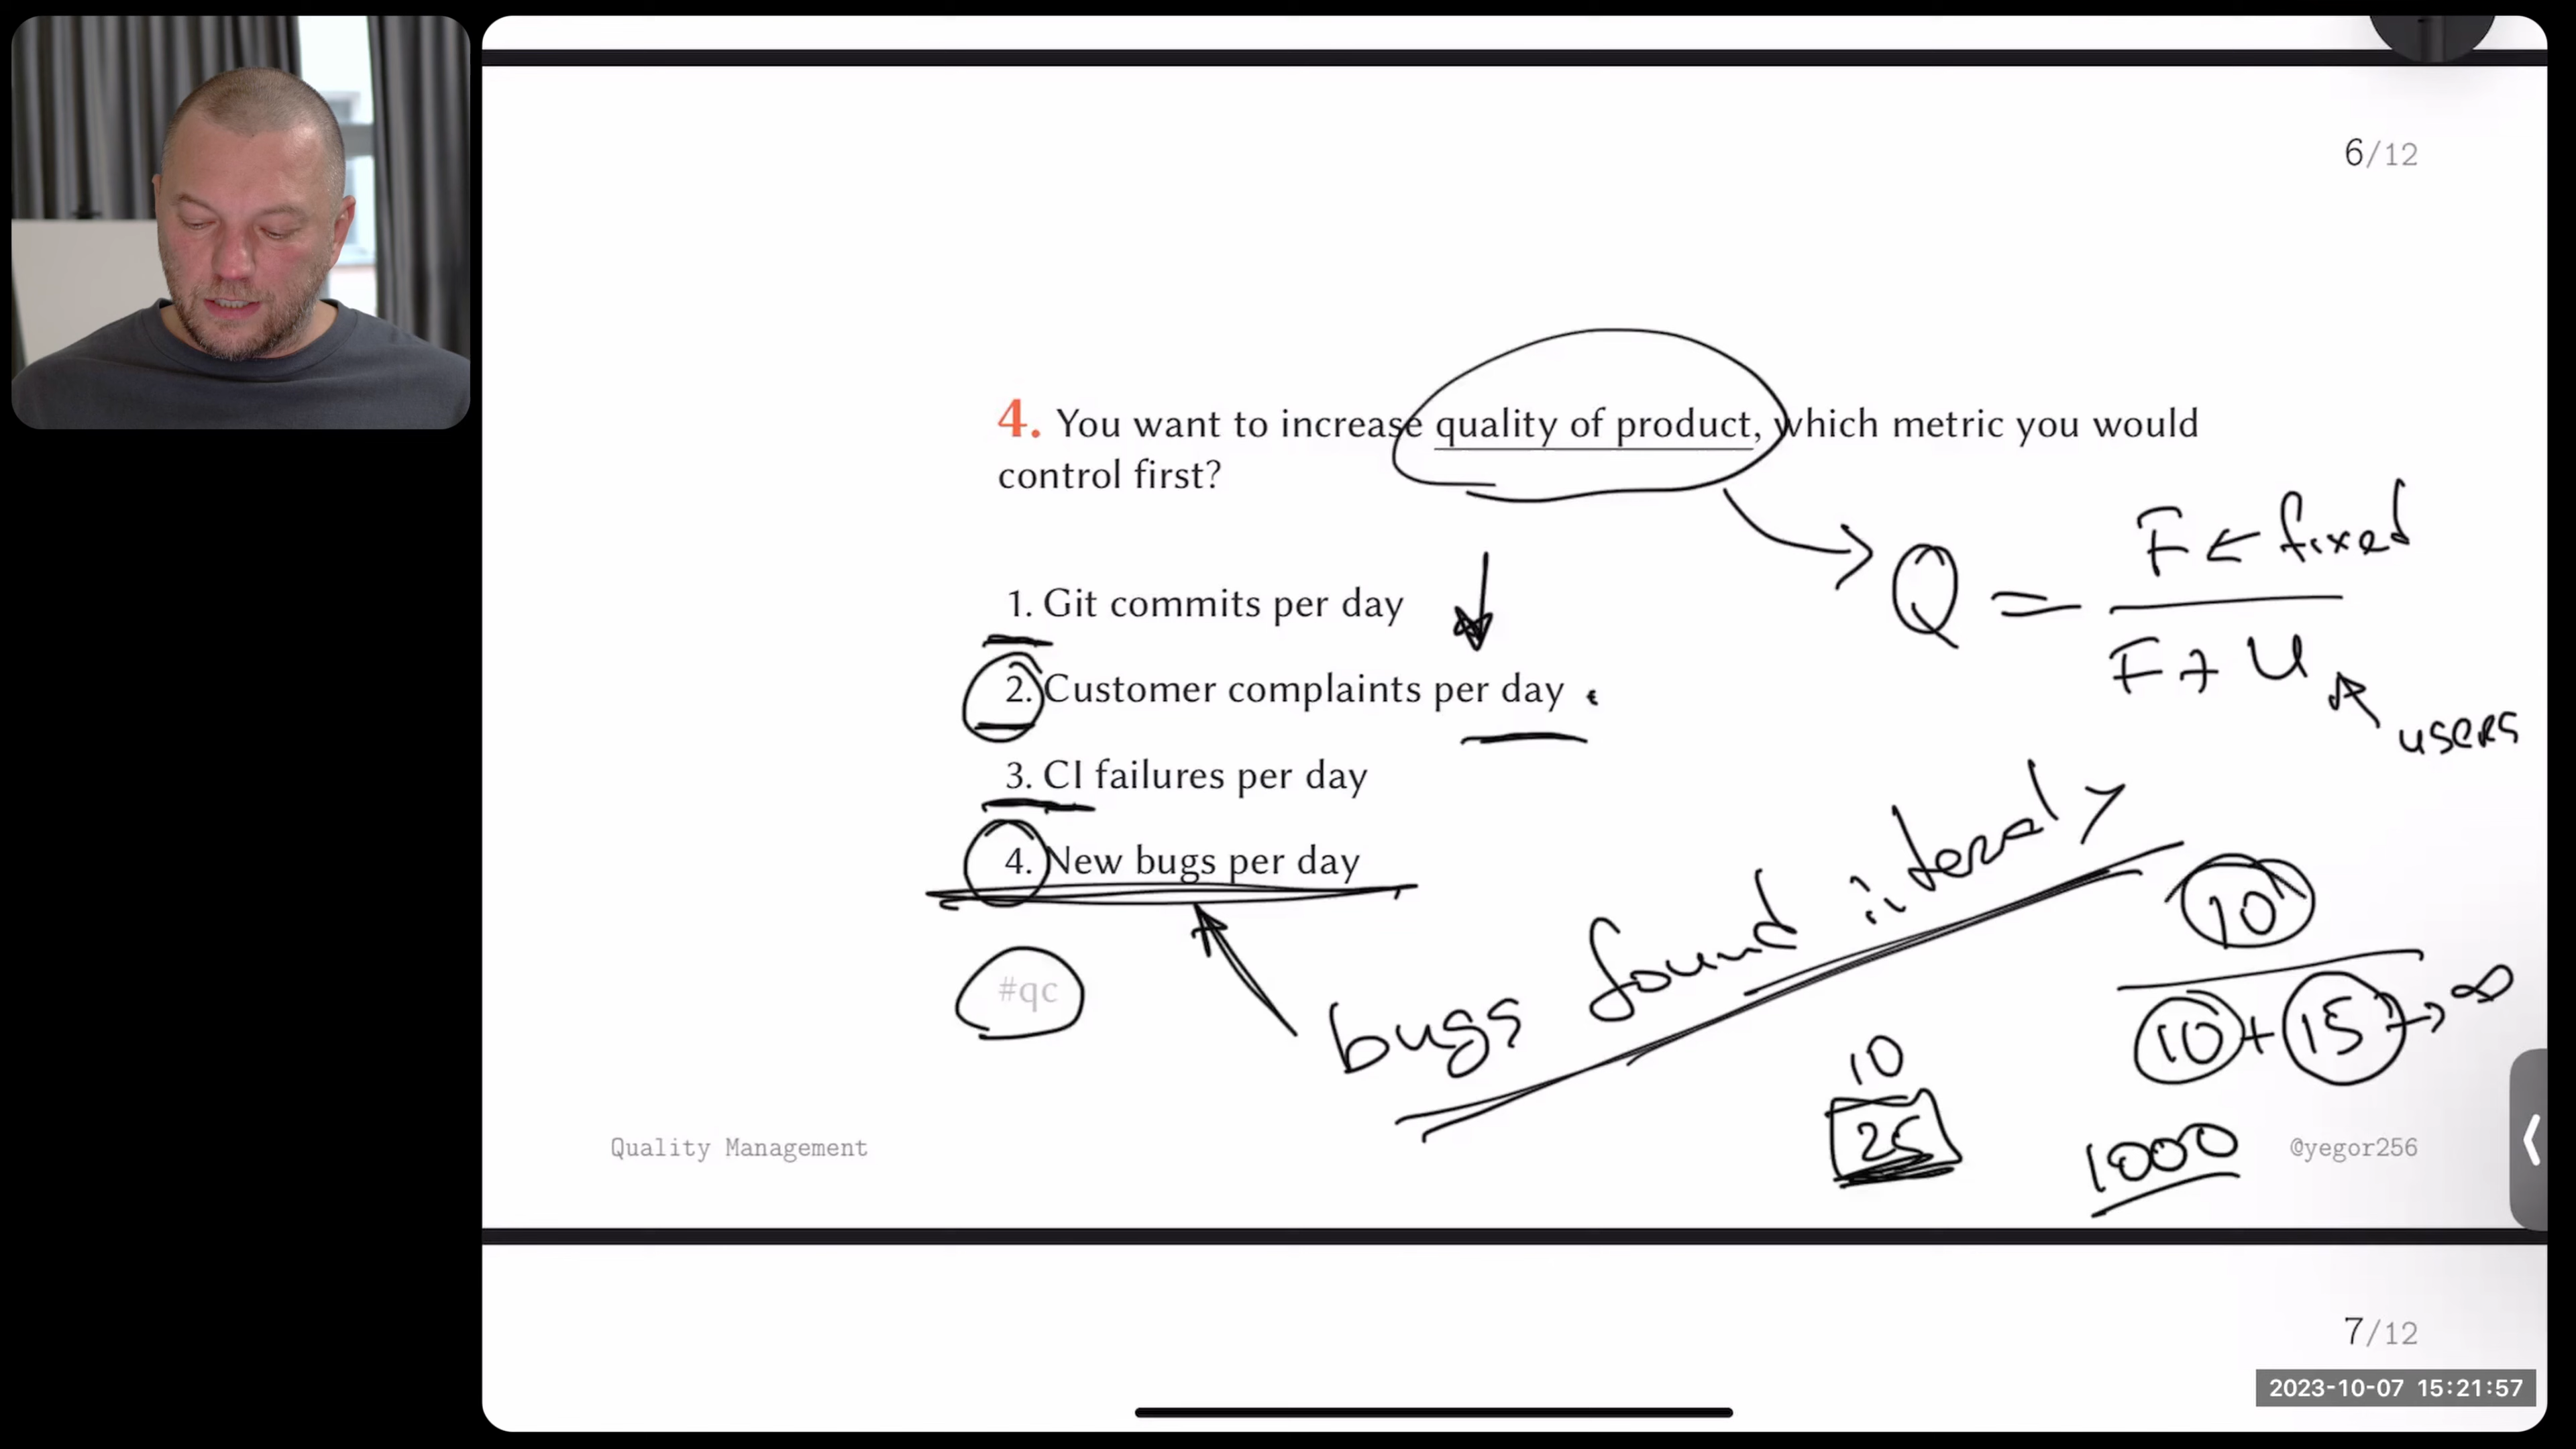 6/12
4. You want to increase quality of product, which metric you would
control first?
Q = F / F + U
F ← fixed
users
1. Git commits per day
2. Customer complaints per day
3. CI failures per day
4. New bugs per day
bugs found internaly
#qc
10
10 + 15 → ∞
10
25
1000
Quality Management
@yegor256
7/12
2023-10-07 15:21:57